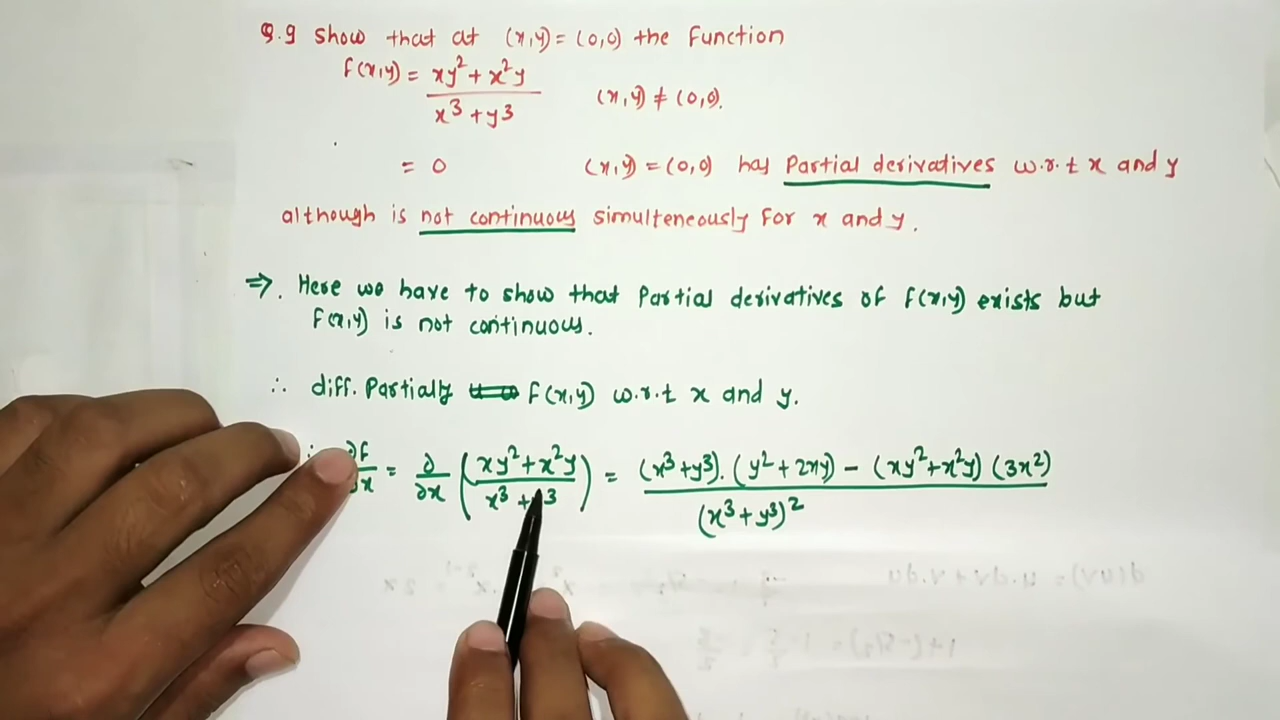 Q.9 Show that at (x,y) = (0,0) the function
f(x,y) = xy² + x²y / x³ + y³ (x,y) ≠ (0,0).
= 0 (x,y) = (0,0) has Partial derivatives w.r.t x and y
although is not continuous simulteneously for x and y.
⇒. Here we have to show that Partial derivatives of f(x,y) exists but
f(x,y) is not continuous.
∴ diff. Partially f(x,y) w.r.t x and y.
∂f/∂x = ∂/∂x (xy² + x²y / x³ + y³) = (x³+y³).(y²+2xy) − (xy²+x²y)(3x²) / (x³+y³)²